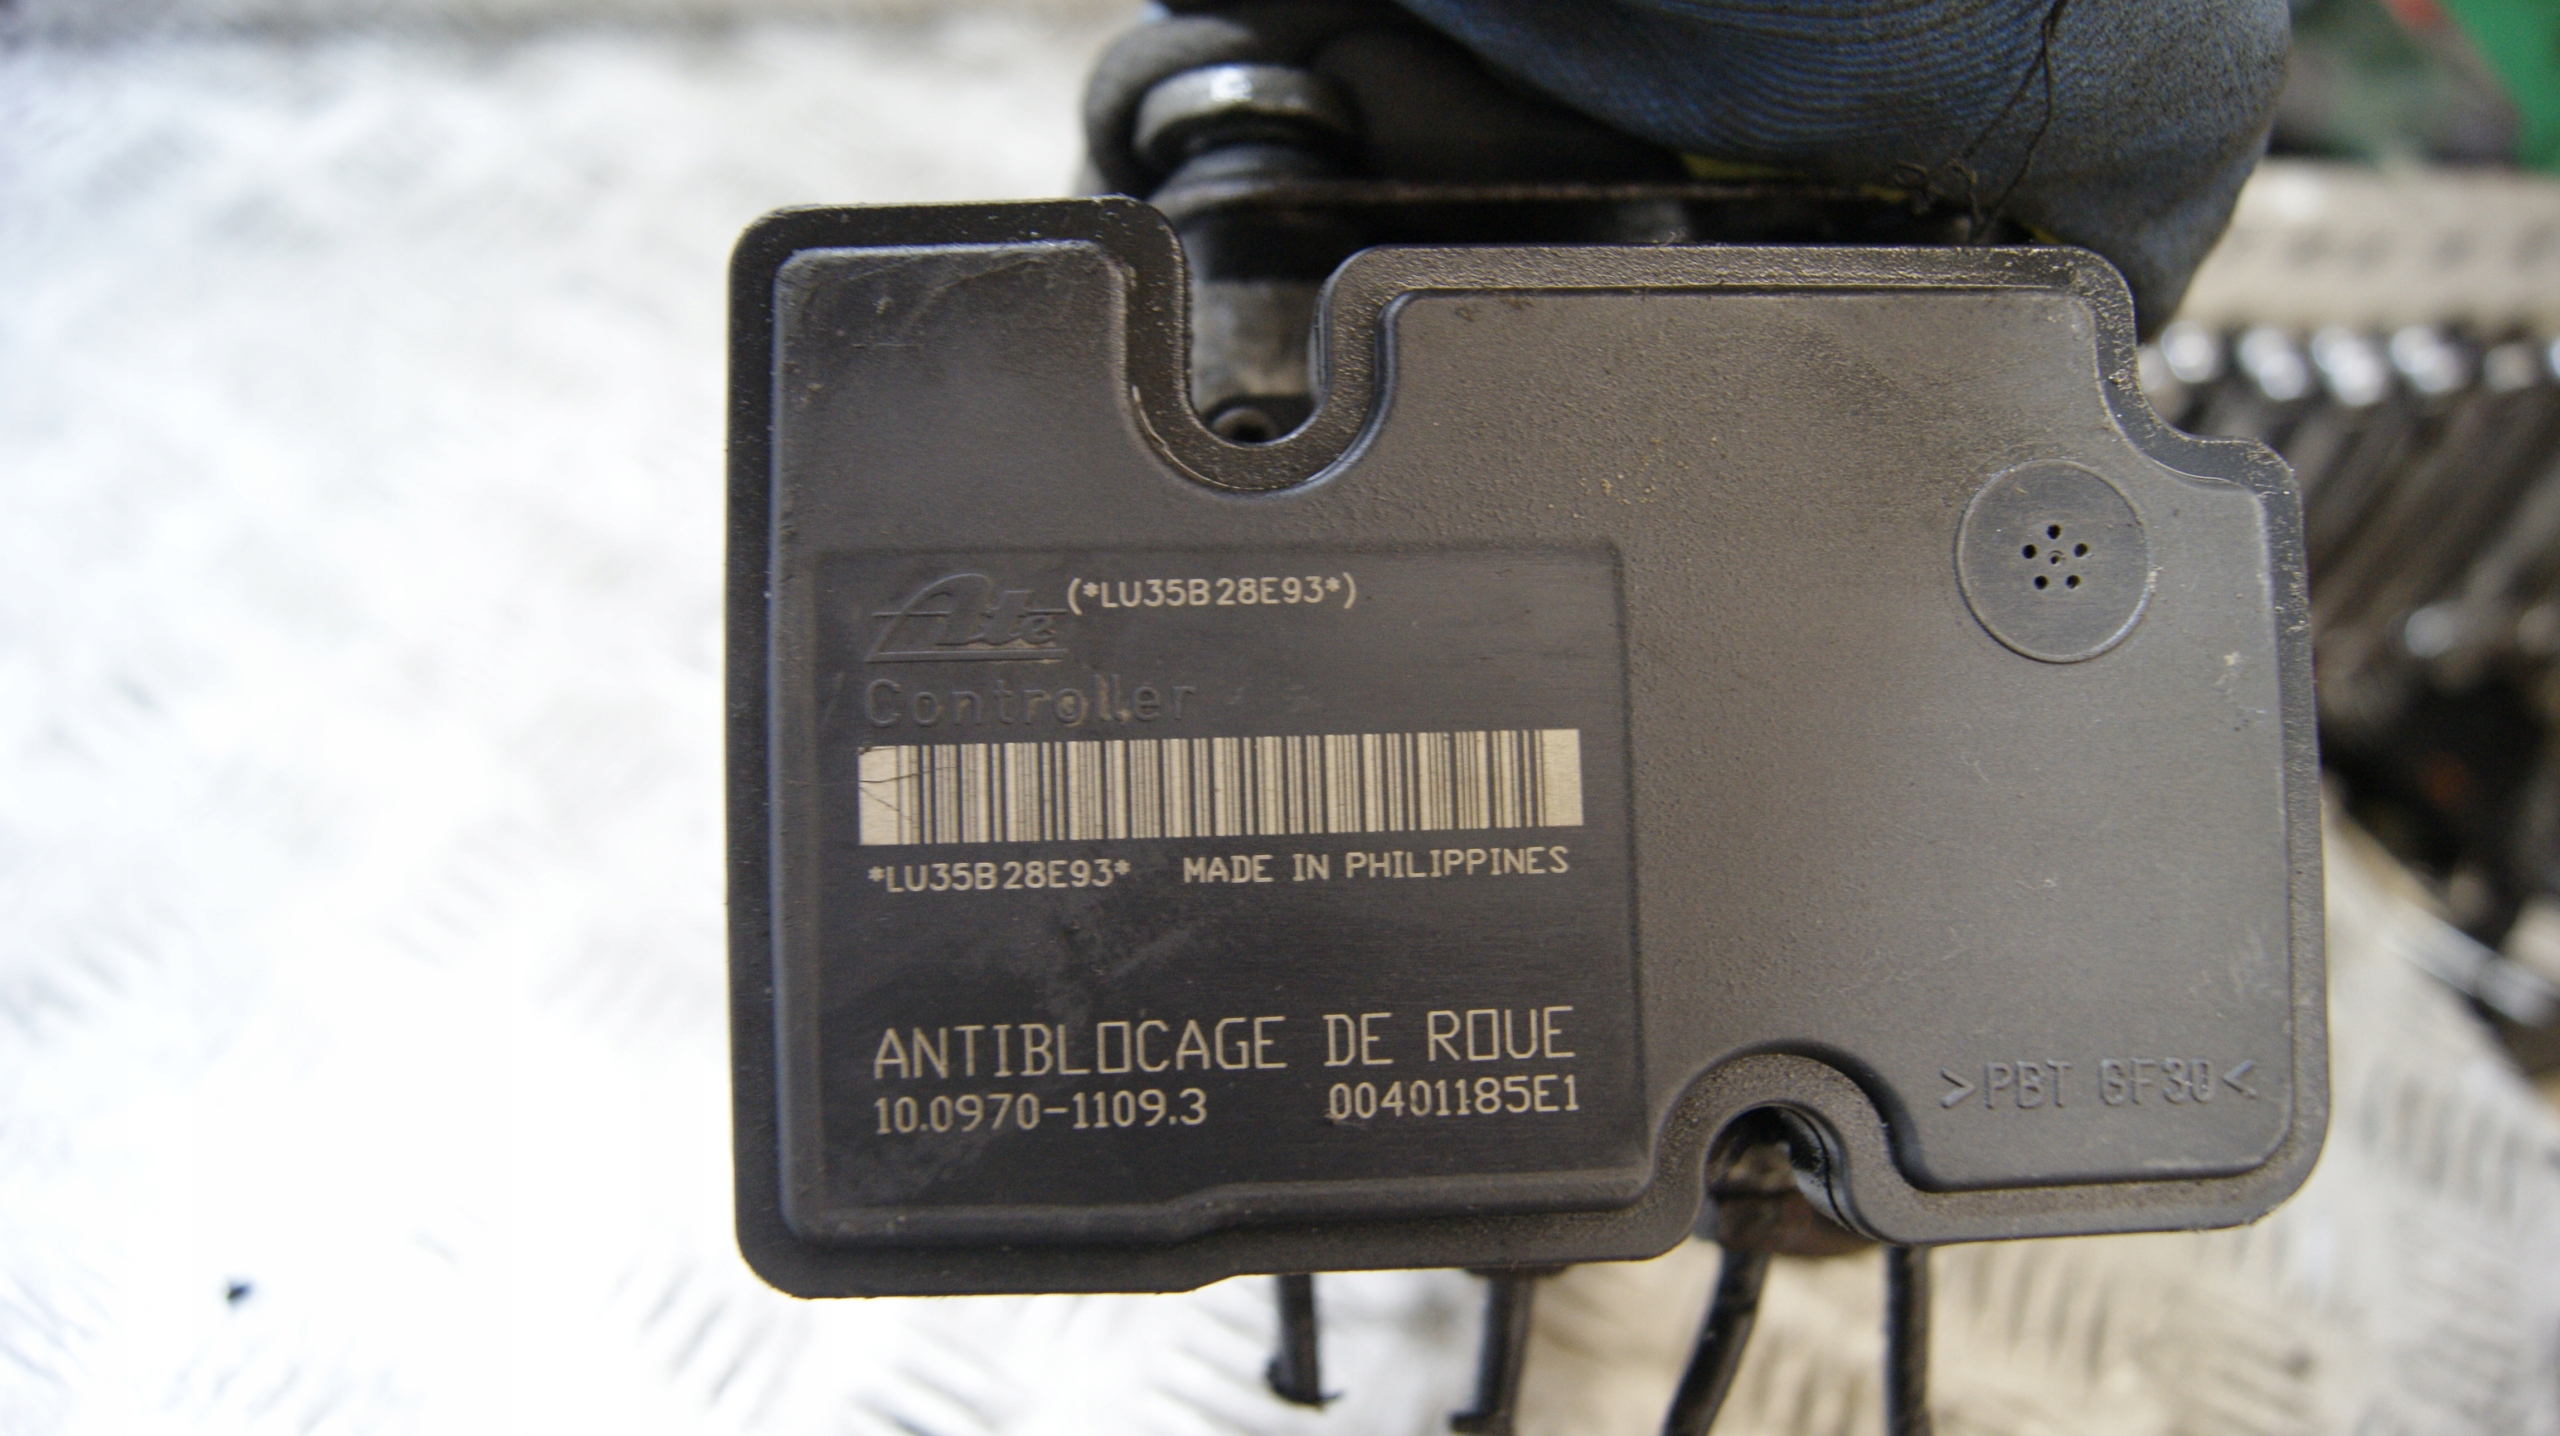 Ate (*LU35B28E93*)
Controller
*LU35B28E93* MADE IN PHILIPPINES
ANTIBLOCAGE DE ROUE
10.0970-1109.3 00401185E1
>PBT GF30<